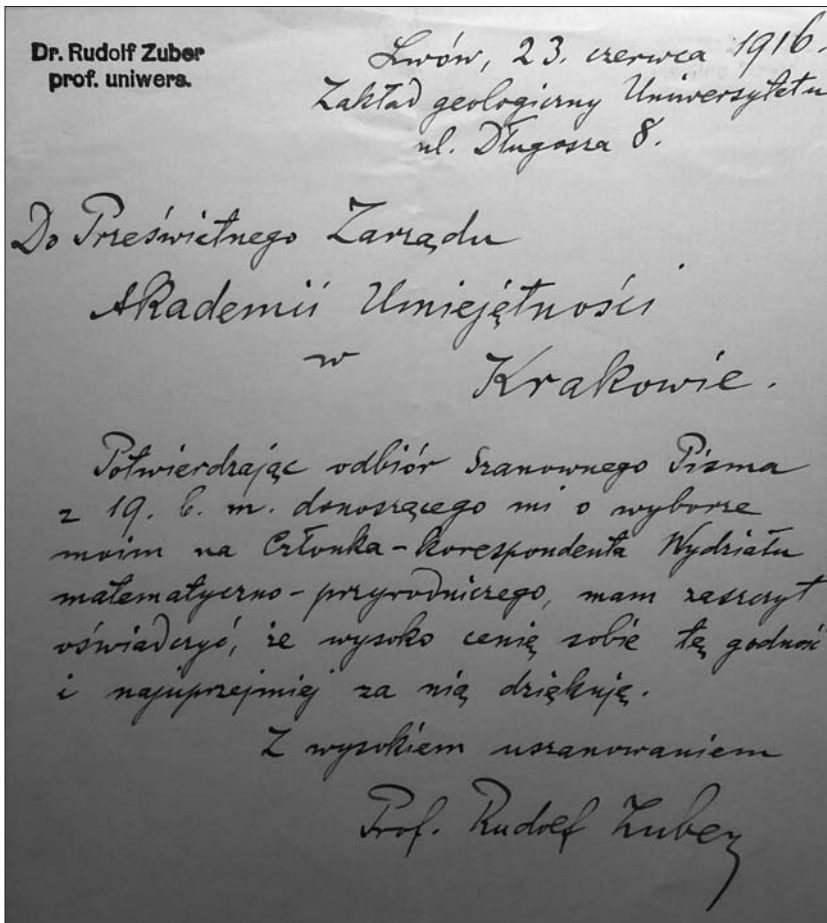 Dr. Rudolf Zuber
prof. uniwers.
Lwów, 23. czerwca 1916.
Zakład geologiczny Uniwersytetu
ul. Długosza 8.
Do Prześwietnego Zarządu
Akademii Umiejętności
w
Krakowie.
Potwierdzając odbiór Szanownego Pisma
z 19. b. m. donoszącego mi o wyborze
moim na Członka-korespondenta Wydziału
matematyczno-przyrodniczego, mam zaszczyt
oświadczyć, że wysoko cenię sobie tę godność
i najuprzejmiej za nią dziękuję.
Z wysokiem uszanowaniem
Prof. Rudolf Zuber